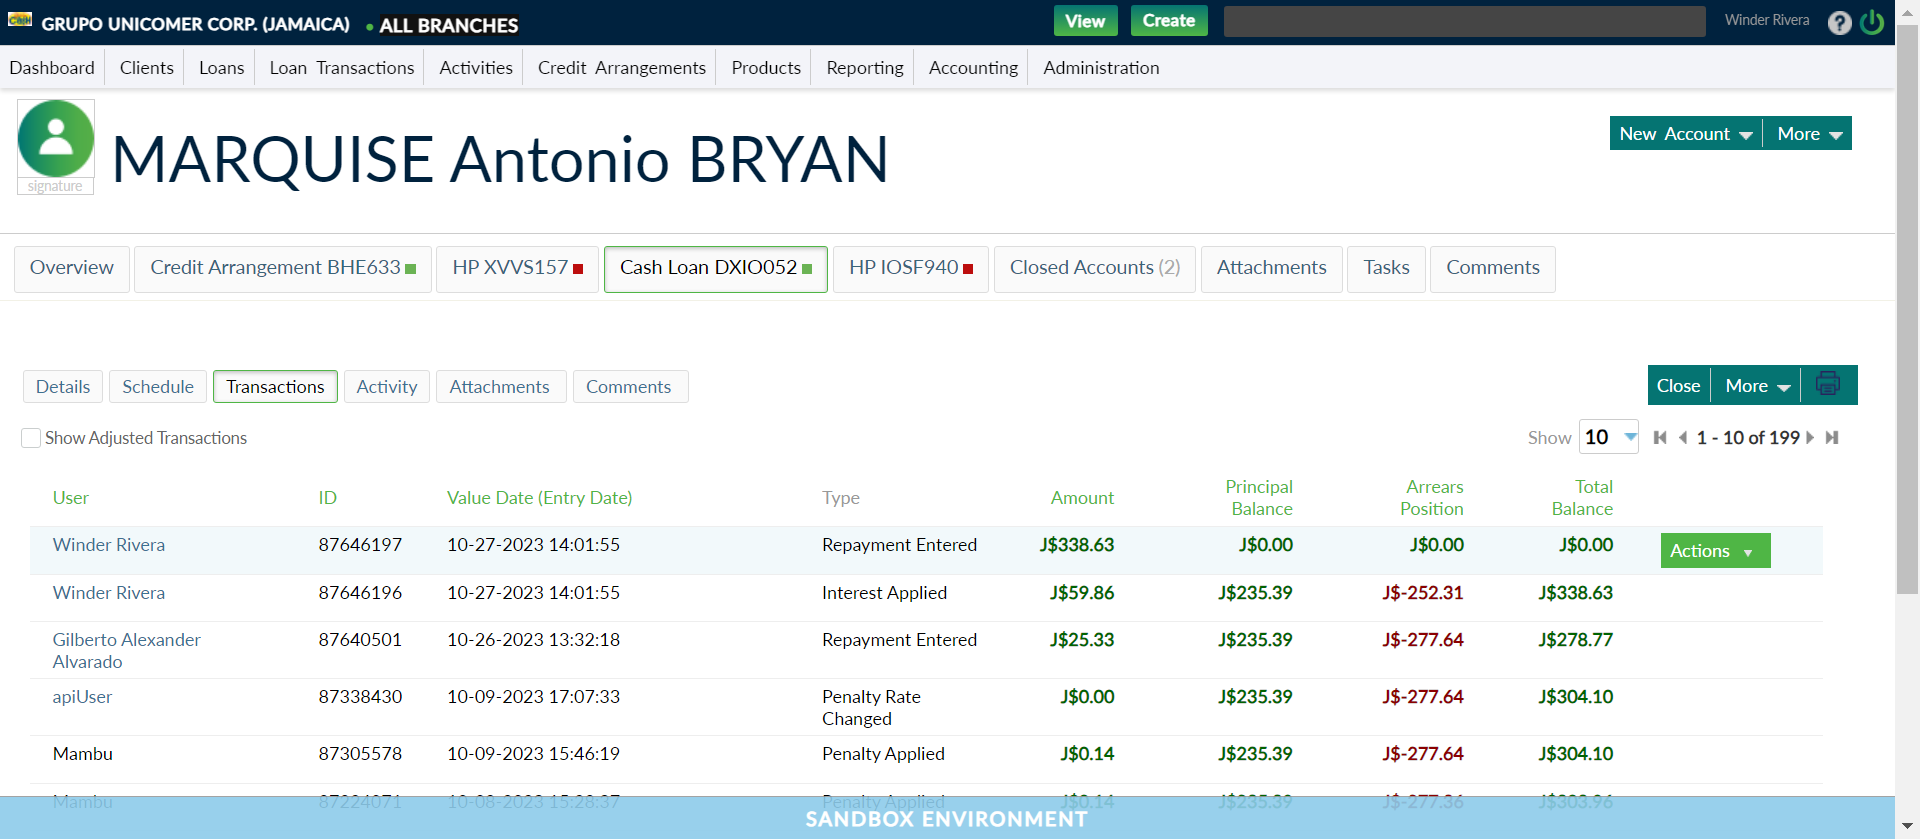 GRUPO UNICOMER CORP. (JAMAICA) • ALL BRANCHES View Create Winder Rivera ?
Dashboard Clients Loans Loan Transactions Activities Credit Arrangements Products Reporting Accounting Administration
signature
MARQUISE Antonio BRYAN
New Account More
Overview Credit Arrangement BHE633 HP XVVS157 Cash Loan DXIO052 HP IOSF940 Closed Accounts (2) Attachments Tasks Comments
Details Schedule Transactions Activity Attachments Comments Close More
Show Adjusted Transactions Show 10 1 - 10 of 199
User ID Value Date (Entry Date) Type Amount Principal Balance Arrears Position Total Balance
Winder Rivera 87646197 10-27-2023 14:01:55 Repayment Entered J$338.63 J$0.00 J$0.00 J$0.00 Actions
Winder Rivera 87646196 10-27-2023 14:01:55 Interest Applied J$59.86 J$235.39 J$-252.31 J$338.63
Gilberto Alexander Alvarado 87640501 10-26-2023 13:32:18 Repayment Entered J$25.33 J$235.39 J$-277.64 J$278.77
apiUser 87338430 10-09-2023 17:07:33 Penalty Rate Changed J$0.00 J$235.39 J$-277.64 J$304.10
Mambu 87305578 10-09-2023 15:46:19 Penalty Applied J$0.14 J$235.39 J$-277.64 J$304.10
Mambu 87224071 10-08-2023 15:28:37 Penalty Applied J$0.14 J$235.39 J$-277.36 J$303.96
SANDBOX ENVIRONMENT